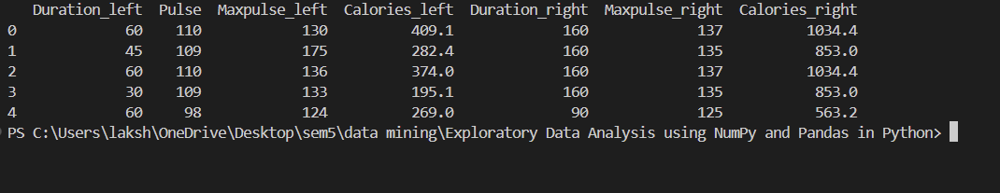 Duration_left Pulse Maxpulse_left Calories_left Duration_right Maxpulse_right Calories_right
0 60 110 130 409.1 160 137 1034.4
1 45 109 175 282.4 160 135 853.0
2 60 110 136 374.0 160 137 1034.4
3 30 109 133 195.1 160 135 853.0
4 60 98 124 269.0 90 125 563.2
PS C:\Users\laksh\OneDrive\Desktop\sem5\data mining\Exploratory Data Analysis using NumPy and Pandas in Python>